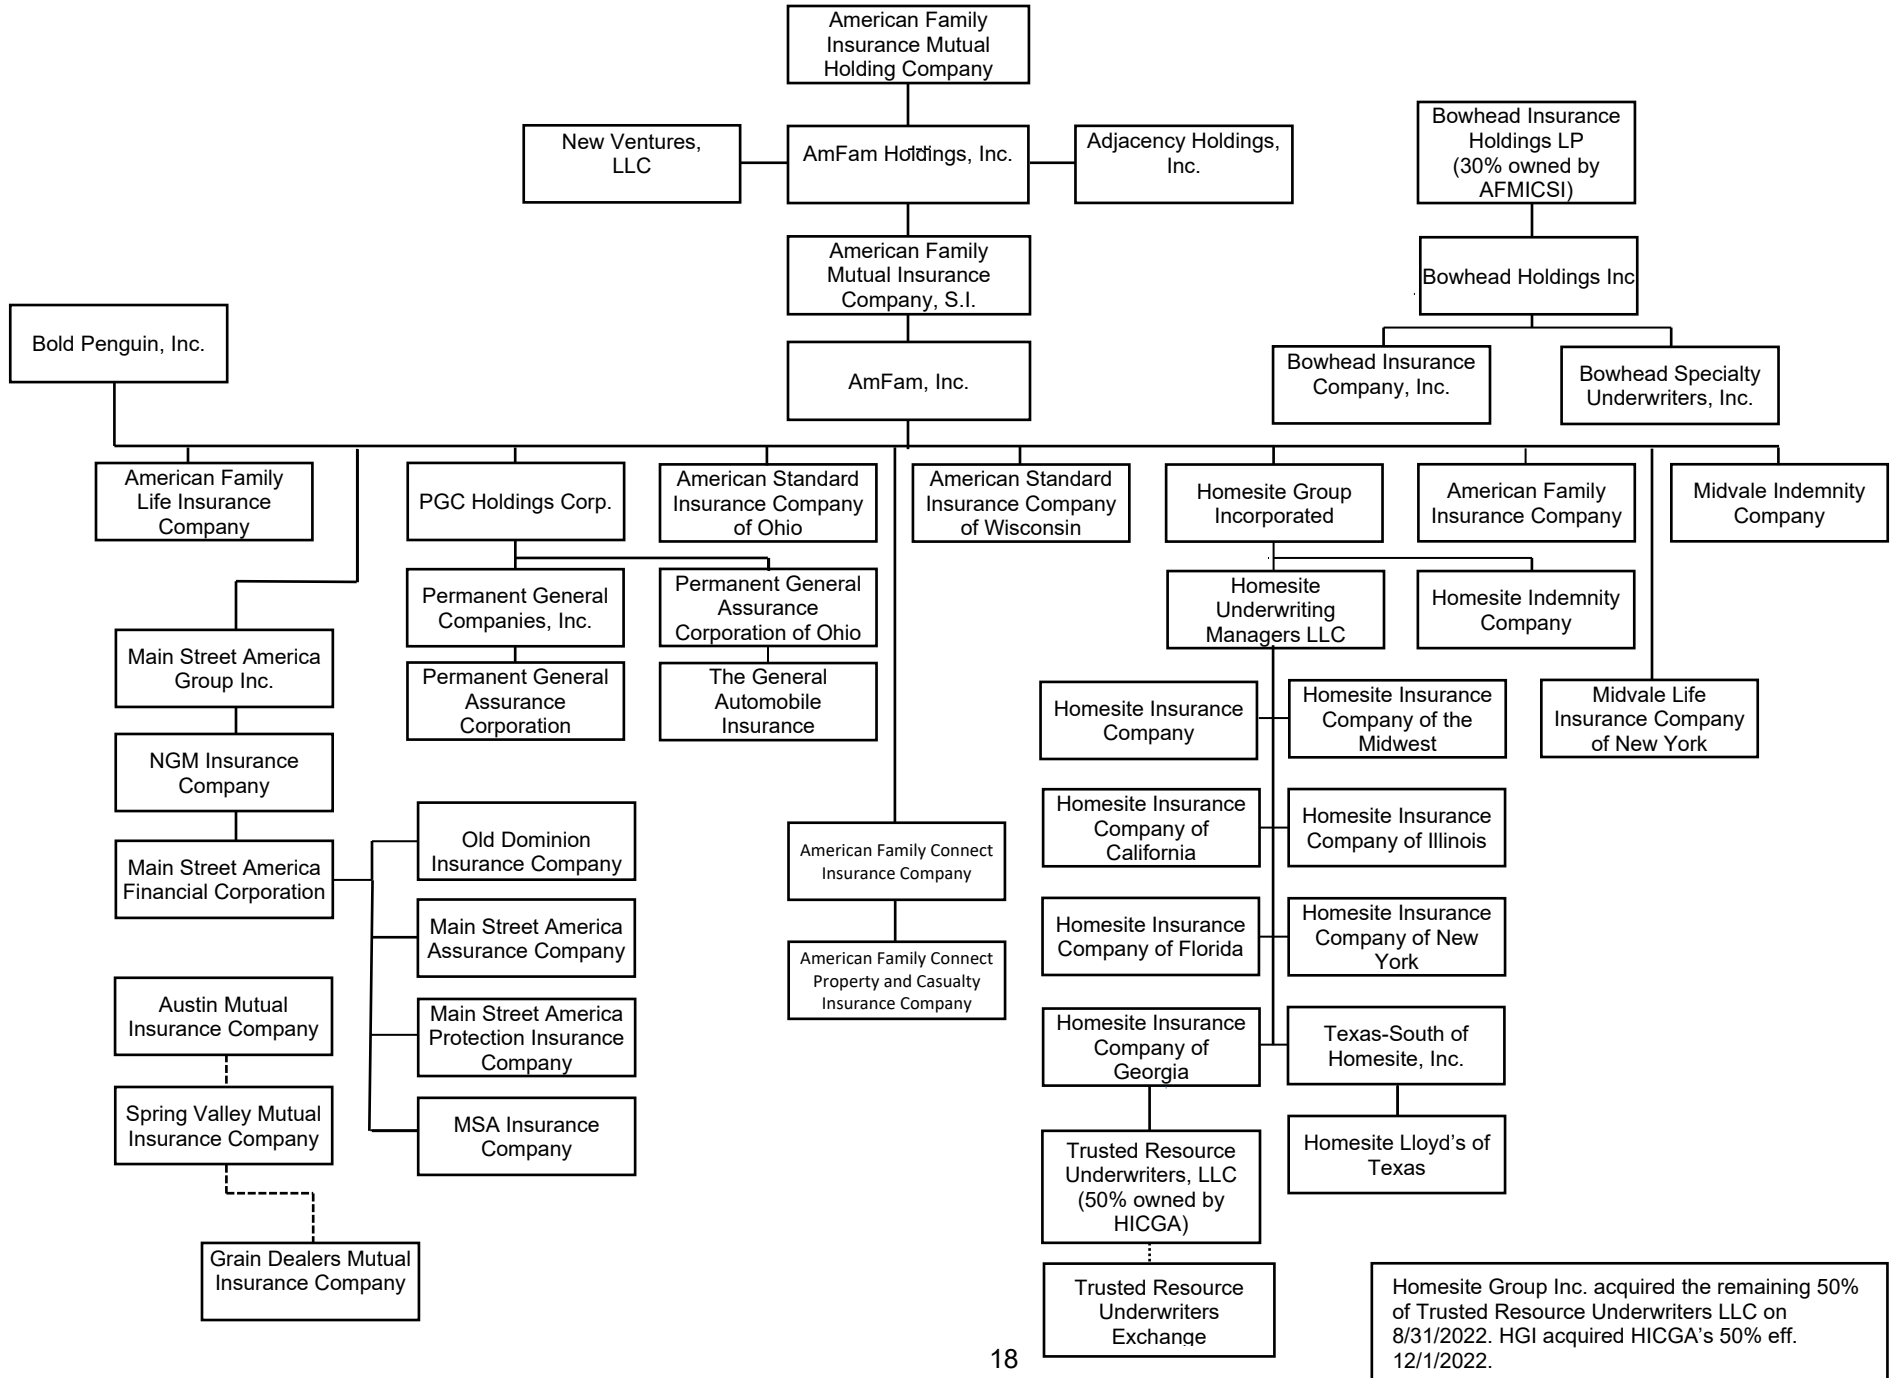 American Family
Insurance Mutual
Holding Company
New Ventures,
LLC
AmFam Holdings, Inc.
Adjacency Holdings,
Inc.
Bowhead Insurance
Holdings LP
(30% owned by
AFMICSI)
American Family
Mutual Insurance
Company, S.I.
Bowhead Holdings Inc
Bold Penguin, Inc.
AmFam, Inc.
Bowhead Insurance
Company, Inc.
Bowhead Specialty
Underwriters, Inc.
American Family
Life Insurance
Company
PGC Holdings Corp.
American Standard
Insurance Company
of Ohio
American Standard
Insurance Company
of Wisconsin
Homesite Group
Incorporated
American Family
Insurance Company
Midvale Indemnity
Company
Permanent General
Companies, Inc.
Permanent General
Assurance
Corporation of Ohio
Homesite
Underwriting
Managers LLC
Homesite Indemnity
Company
Main Street America
Group Inc.
Permanent General
Assurance
Corporation
The General
Automobile
Insurance
Homesite Insurance
Company
Homesite Insurance
Company of the
Midwest
Midvale Life
Insurance Company
of New York
NGM Insurance
Company
Old Dominion
Insurance Company
American Family Connect
Insurance Company
Homesite Insurance
Company of
California
Homesite Insurance
Company of Illinois
Main Street America
Financial Corporation
Main Street America
Assurance Company
American Family Connect
Property and Casualty
Insurance Company
Homesite Insurance
Company of Florida
Homesite Insurance
Company of New
York
Austin Mutual
Insurance Company
Main Street America
Protection Insurance
Company
Homesite Insurance
Company of
Georgia
Texas-South of
Homesite, Inc.
Spring Valley Mutual
Insurance Company
MSA Insurance
Company
Trusted Resource
Underwriters, LLC
(50% owned by
HICGA)
Homesite Lloyd's of
Texas
Grain Dealers Mutual
Insurance Company
Trusted Resource
Underwriters
Exchange
Homesite Group Inc. acquired the remaining 50%
of Trusted Resource Underwriters LLC on
8/31/2022. HGI acquired HICGA's 50% eff.
12/1/2022.
18